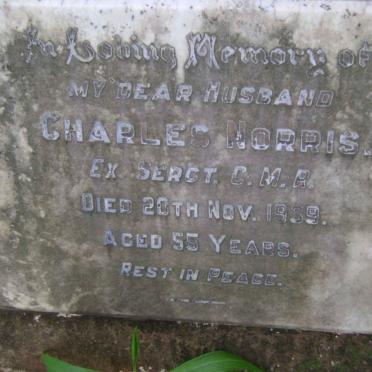 In Loving Memory of
MY DEAR HUSBAND
CHARLES NORRIS.
EX. SERGT. C.M.R.
DIED 20TH NOV. 1939.
AGED 55 YEARS.
REST IN PEACE.